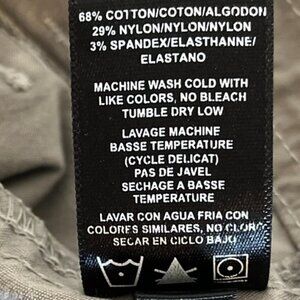 68% COTTON/COTON/ALGODON
29% NYLON/NYLON/NYLON
3% SPANDEX/ELASTHANNE/
ELASTANO
MACHINE WASH COLD WITH
LIKE COLORS, NO BLEACH
TUMBLE DRY LOW
LAVAGE MACHINE
BASSE TEMPERATURE
(CYCLE DELICAT)
PAS DE JAVEL
SECHAGE A BASSE
TEMPERATURE
LAVAR CON AGUA FRIA CON
COLORES SIMILARES, NO CLORO
SECAR EN CICLO BAJO